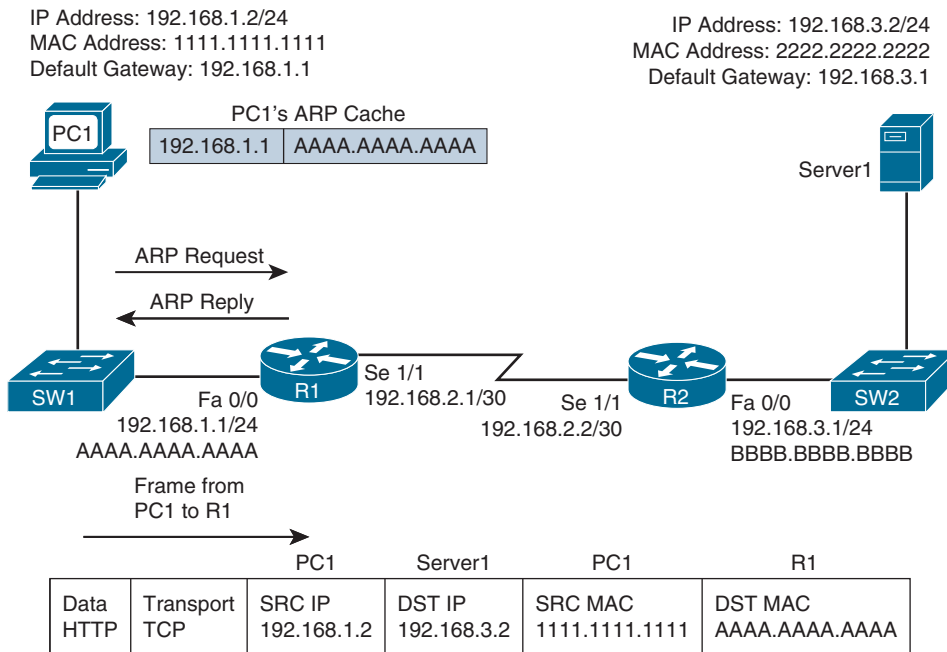 IP Address: 192.168.1.2/24
MAC Address: 1111.1111.1111
Default Gateway: 192.168.1.1
IP Address: 192.168.3.2/24
MAC Address: 2222.2222.2222
Default Gateway: 192.168.3.1
PC1's ARP Cache
PC1
192.168.1.1 AAAA.AAAA.AAAA
Server1
ARP Request
ARP Reply
SW1
Fa 0/0
192.168.1.1/24
AAAA.AAAA.AAAA
R1
Se 1/1
192.168.2.1/30
Se 1/1
192.168.2.2/30
R2
Fa 0/0
192.168.3.1/24
BBBB.BBBB.BBBB
SW2
Frame from
PC1 to R1
PC1 Server1 PC1 R1
Data Transport SRC IP DST IP SRC MAC DST MAC
HTTP TCP 192.168.1.2 192.168.3.2 1111.1111.1111 AAAA.AAAA.AAAA